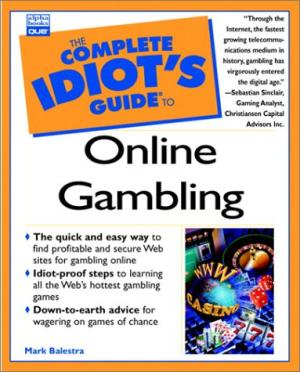 alpha
books
QUE
THE
COMPLETE
IDIOT'S
GUIDE® TO
"Through the
Internet, the fastest
growing telecommu-
nications medium in
history, gambling has
virgorously entered
the digital age."
—Sebastian Sinclair,
Gaming Analyst,
Christiansen Capital
Advisors Inc.
Online
Gambling
The quick and easy way to
find profitable and secure Web
sites for gambling online
Idiot-proof steps to learning
all the Web's hottest gambling
games
Down-to-earth advice for
wagering on games of chance
WWW
CASINO
777
Mark Balestra